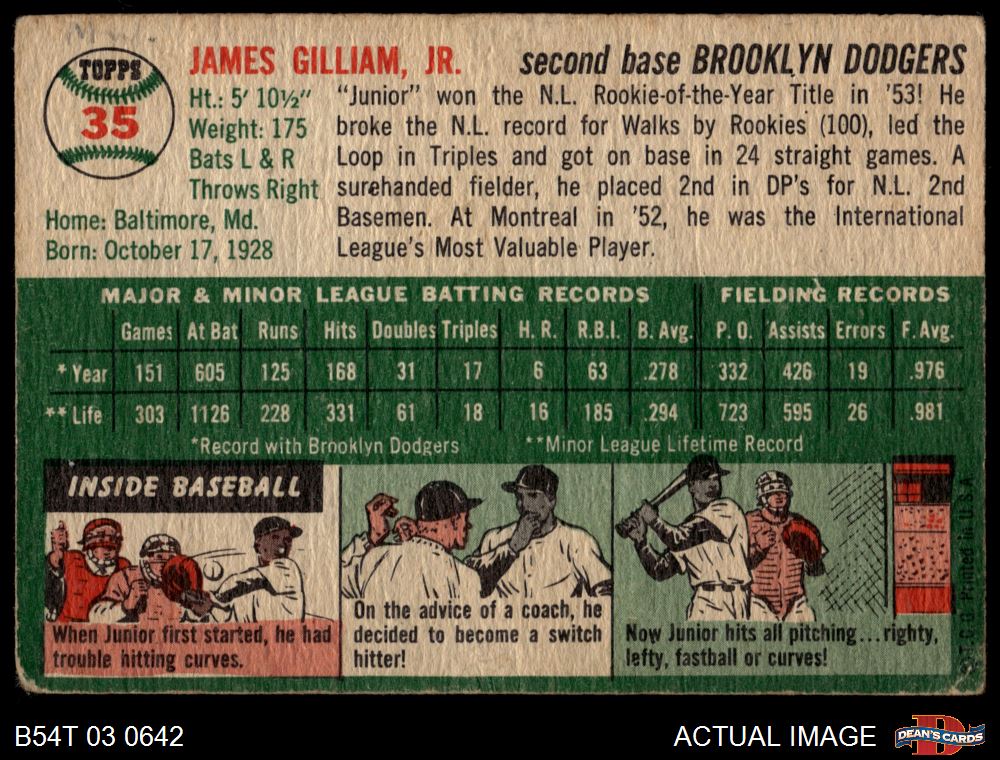 TOPPS
35
JAMES GILLIAM, JR.
second base BROOKLYN DODGERS
Ht.: 5' 10½"
Weight: 175
Bats L & R
Throws Right
Home: Baltimore, Md.
Born: October 17, 1928
"Junior" won the N.L. Rookie-of-the-Year Title in '53! He
broke the N.L. record for Walks by Rookies (100), led the
Loop in Triples and got on base in 24 straight games. A
surehanded fielder, he placed 2nd in DP's for N.L. 2nd
Basemen. At Montreal in '52, he was the International
League's Most Valuable Player.
MAJOR & MINOR LEAGUE BATTING RECORDS FIELDING RECORDS
Games At Bat Runs Hits Doubles Triples H. R. R.B.I. B. Avg. P. O. Assists Errors F. Avg.
* Year 151 605 125 168 31 17 6 63 .278 332 426 19 .976
** Life 303 1126 228 331 61 18 16 185 .294 723 595 26 .981
*Record with Brooklyn Dodgers **Minor League Lifetime Record
INSIDE BASEBALL
When Junior first started, he had
trouble hitting curves.
On the advice of a coach, he
decided to become a switch
hitter!
Now Junior hits all pitching...righty,
lefty, fastball or curves!
T.C.G. Printed in U.S.A.
B54T 03 0642
ACTUAL IMAGE
DEAN'S CARDS